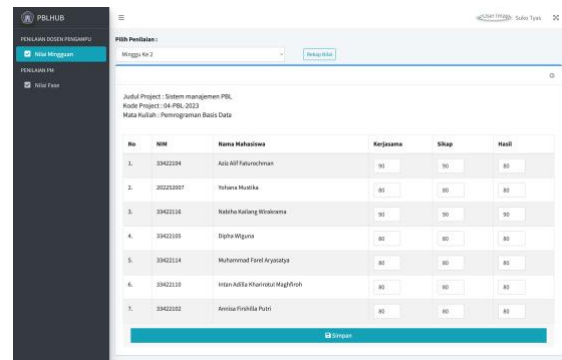 PBLHUB
User Image Suko Tyas
PENILAIAN DOSEN PENGAMPU
Nilai Mingguan
PENILAIAN PM
Nilai Fase
Pilih Penilaian :
Minggu Ke 2
Rekap Nilai
Judul Project : Sistem manajemen PBL
Kode Project : 04-PBL-2023
Mata Kuliah : Pemrograman Basis Data
No NIM Nama Mahasiswa Kerjasama Sikap Hasil
1. 33422104 Aziz Alif Faturochman 90 90 80
2. 202252007 Yohana Mustika 80 80 80
3. 33422116 Nabiha Kailang Wirakrama 90 90 90
4. 33422105 Dipha Wiguna 80 80 80
5. 33422114 Muhammad Farel Aryasatya 80 80 80
6. 33422110 Intan Adilla Kharirotul Maghfiroh 80 80 80
7. 33422102 Annisa Firshilla Putri 80 80 80
Simpan